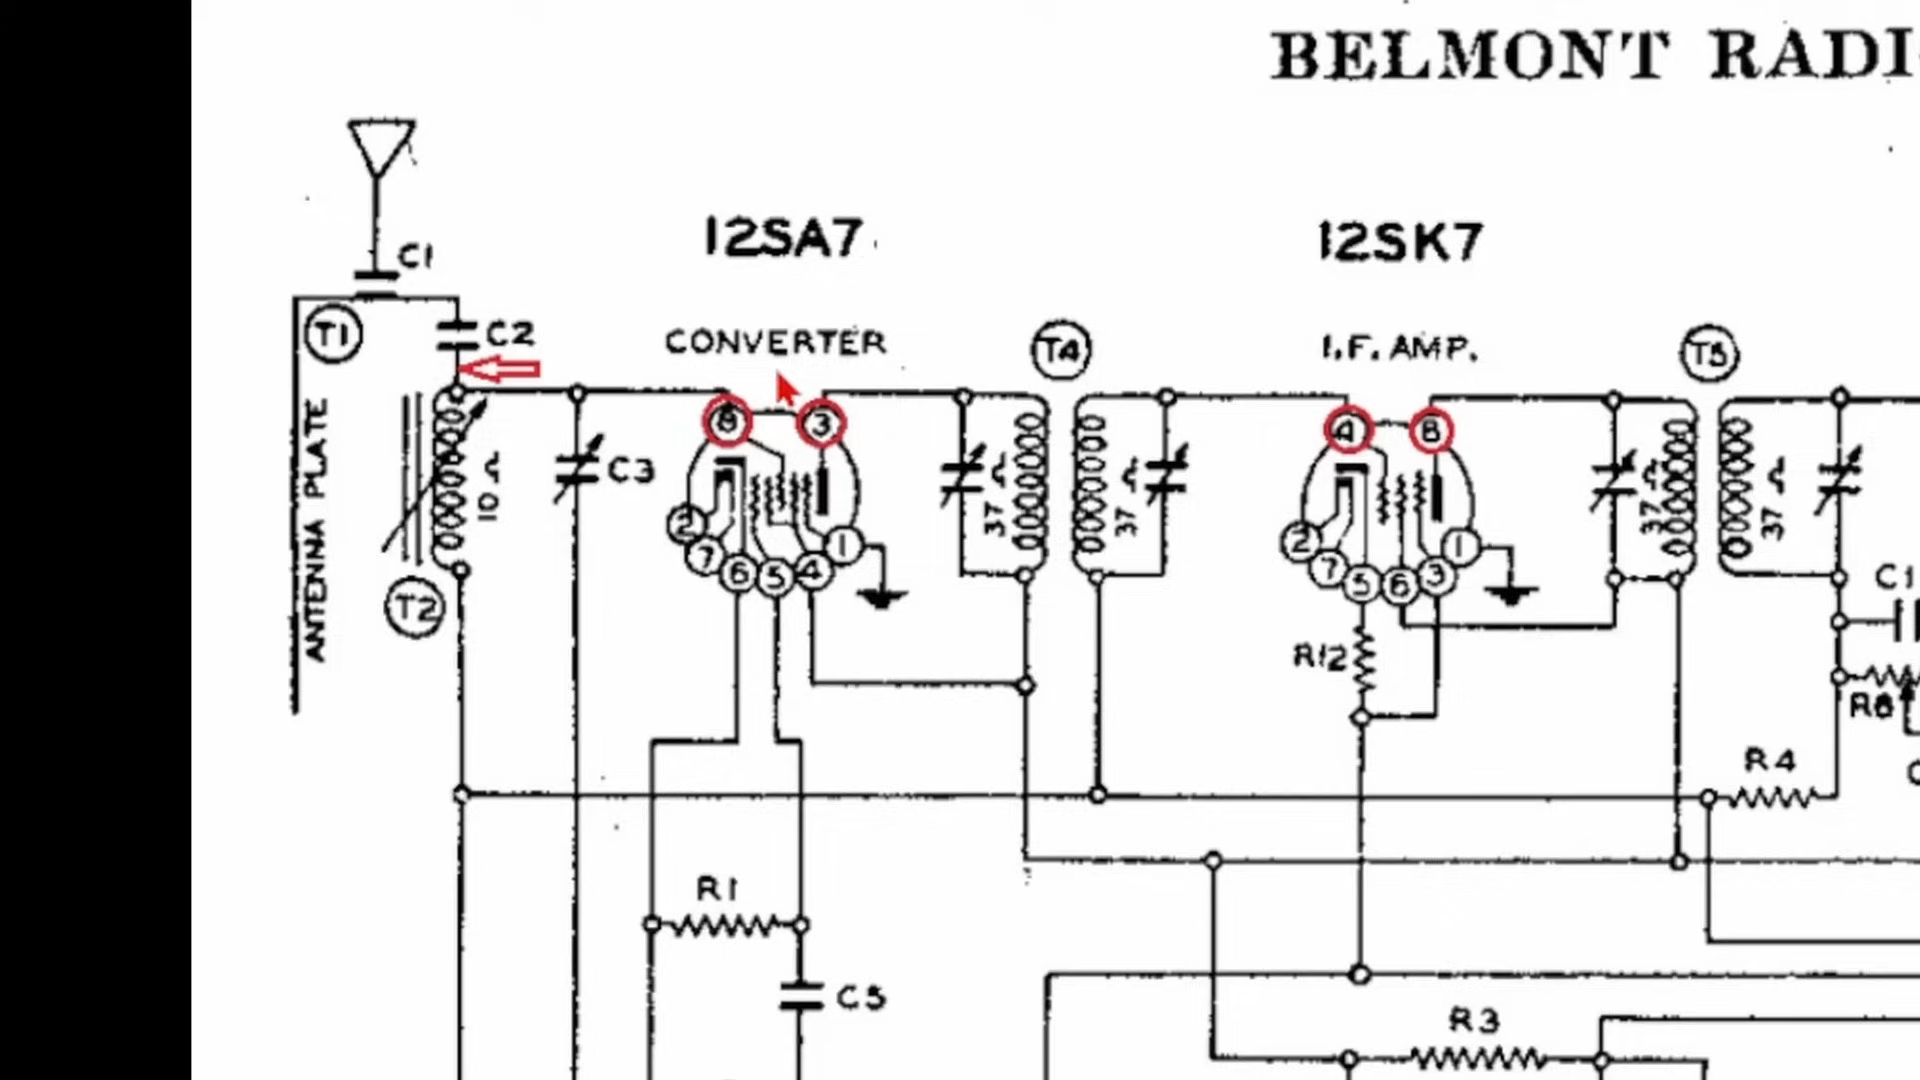 BELMONT RADI
12SA7
12SK7
C1
T1
C2
CONVERTER
T4
I.F. AMP.
T5
8
3
4
8
ANTENNA PLATE
10 Ω
C3
37 Ω
37 Ω
37 Ω
37 Ω
2
7
6
5
4
1
2
7
5
6
3
1
T2
C1
R12
R4
R1
C5
R3